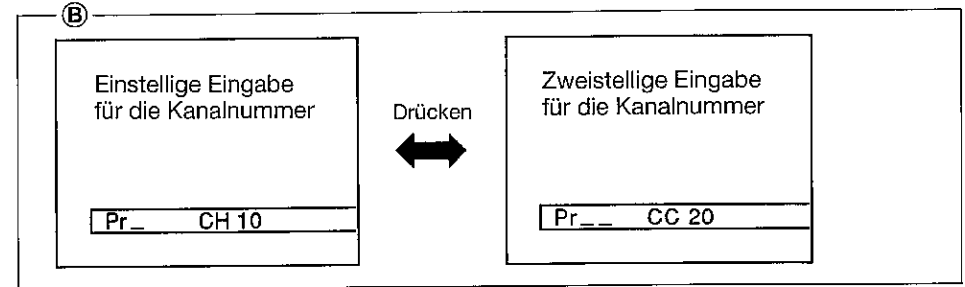 B
Einstellige Eingabe
für die Kanalnummer
Pr_ CH 10
Drücken
Zweistellige Eingabe
für die Kanalnummer
Pr_ _ CC 20